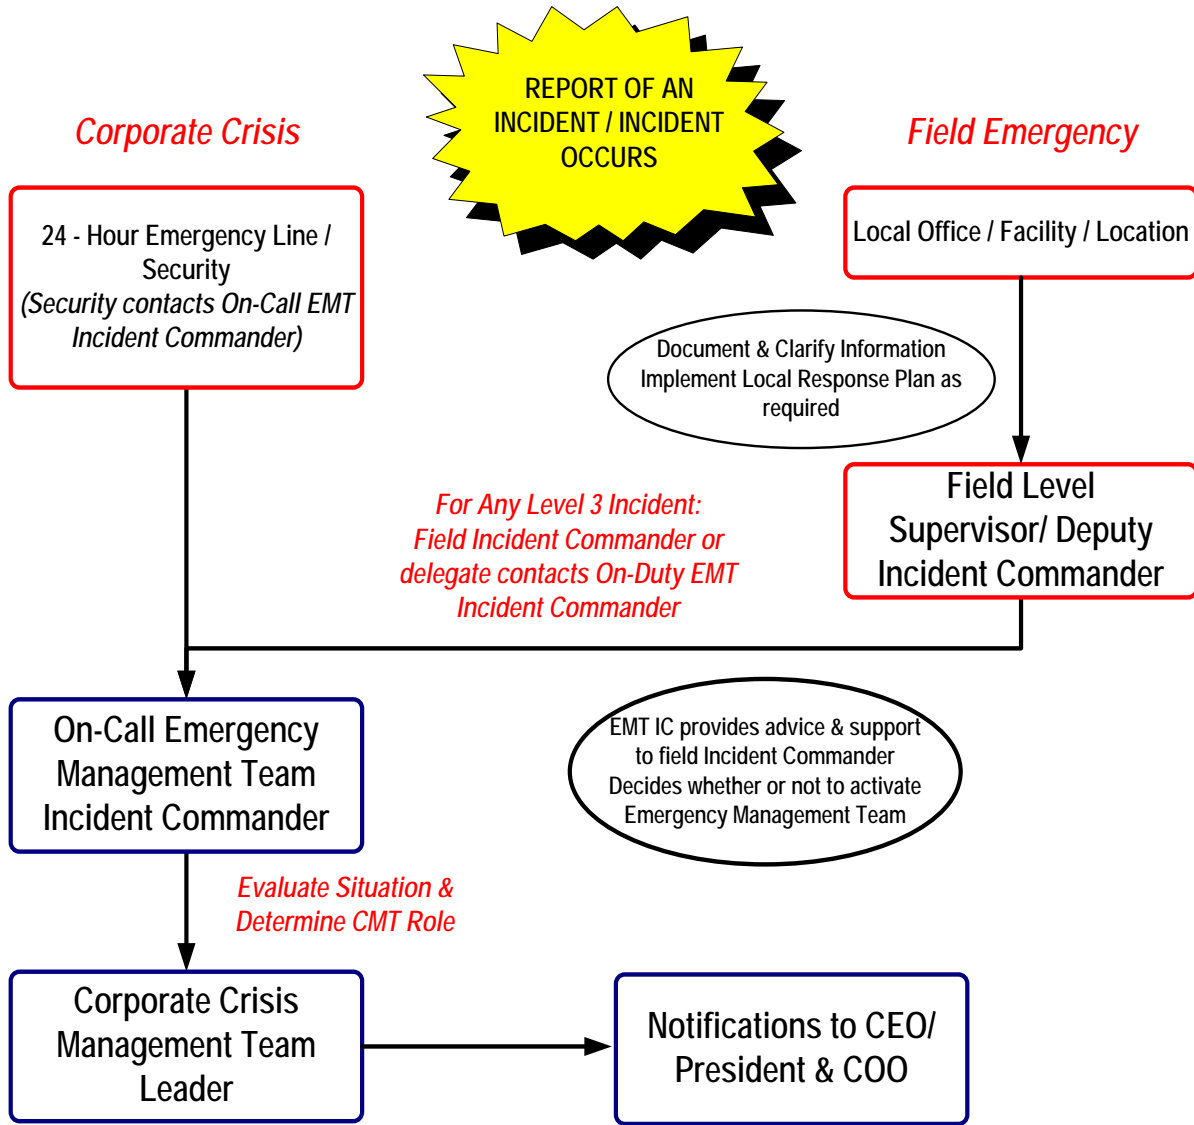 REPORT OF AN
INCIDENT / INCIDENT
OCCURS
Corporate Crisis
Field Emergency
24 - Hour Emergency Line /
Security
(Security contacts On-Call EMT
Incident Commander)
Local Office / Facility / Location
Document & Clarify Information
Implement Local Response Plan as
required
Field Level
Supervisor/ Deputy
Incident Commander
For Any Level 3 Incident:
Field Incident Commander or
delegate contacts On-Duty EMT
Incident Commander
On-Call Emergency
Management Team
Incident Commander
EMT IC provides advice & support
to field Incident Commander
Decides whether or not to activate
Emergency Management Team
Evaluate Situation &
Determine CMT Role
Corporate Crisis
Management Team
Leader
Notifications to CEO/
President & COO